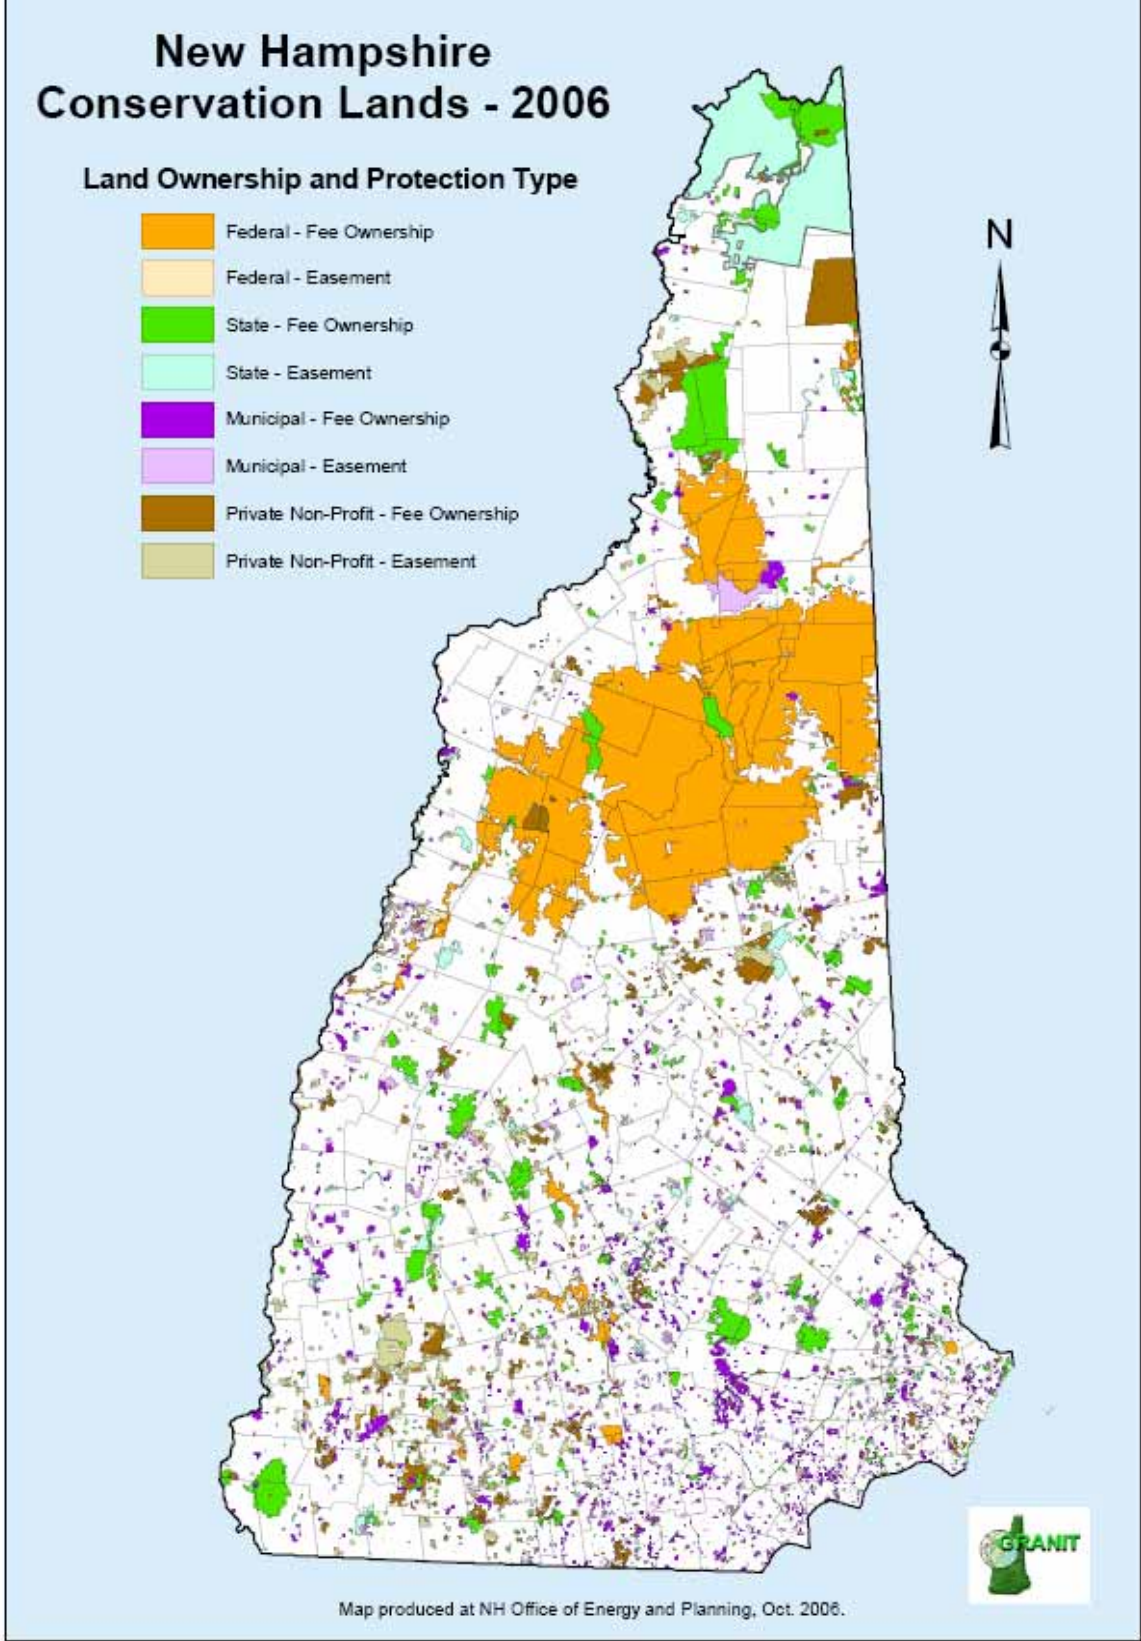 New Hampshire
Conservation Lands - 2006
Land Ownership and Protection Type
Federal - Fee Ownership
Federal - Easement
State - Fee Ownership
State - Easement
Municipal - Fee Ownership
Municipal - Easement
Private Non-Profit - Fee Ownership
Private Non-Profit - Easement
N
GRANIT
Map produced at NH Office of Energy and Planning, Oct. 2006.